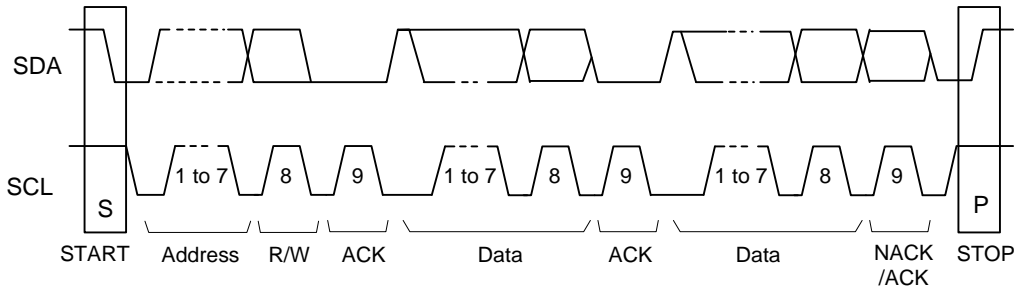 SDA
SCL
1 to 7 8 9 1 to 7 8 9 1 to 7 8 9
S P
START Address R/W ACK Data ACK Data NACK /ACK STOP